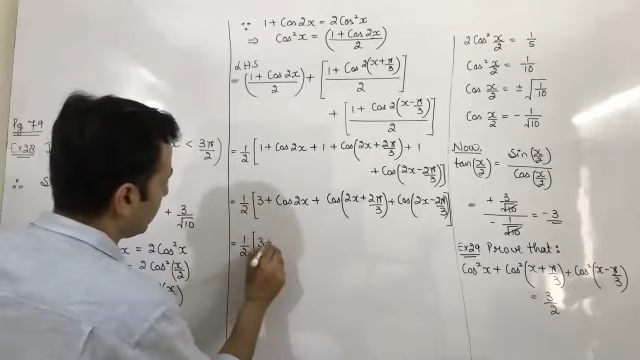 Pg 79
Ex28
x < 3π/2)
∴
+ 3/√10
x = 2Cos²x
= 2Cos²(x/2)
∵ 1 + Cos2x = 2Cos²x
⇒ Cos²x = (1 + Cos2x)/2
LHS
= (1 + Cos2x)/2 + [1 + Cos2(x+π/3)/2]
+ [1 + Cos2(x-π/3)/2]
= 1/2 [1 + Cos2x + 1 + Cos(2x + 2π/3) + 1
+ Cos(2x - 2π/3)]
= 1/2 [3 + Cos2x + Cos(2x + 2π/3) + Cos(2x - 2π/3)]
= 1/2 [3 +
2Cos² x/2 = 1/5
Cos² x/2 = 1/10
Cos x/2 = ± √1/10
Cos x/2 = - 1/√10
Now,
tan(x/2) = Sin(x/2)/Cos(x/2)
= + 3/√10 / - 1/√10 = -3
Ex29 Prove that:
Cos²x + Cos²(x + π/3) + Cos²(x - π/3)
= 3/2